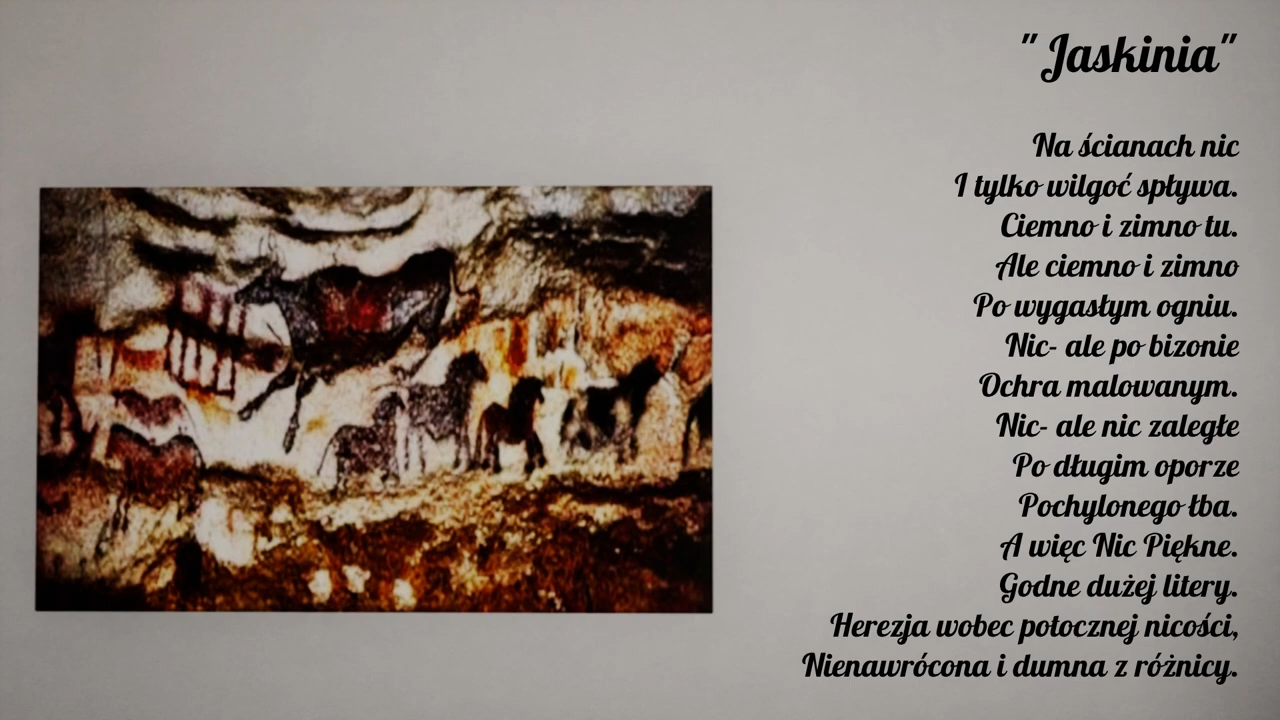 "Jaskinia"
Na ścianach nic
I tylko wilgoć spływa.
Ciemno i zimno tu.
Ale ciemno i zimno
Po wygasłym ogniu.
Nic- ale po bizonie
Ochra malowanym.
Nic- ale nic zaległe
Po długim oporze
Pochylonego łba.
A więc Nic Piękne.
Godne dużej litery.
Herezja wobec potocznej nicości,
Nienawrócona i dumna z różnicy.